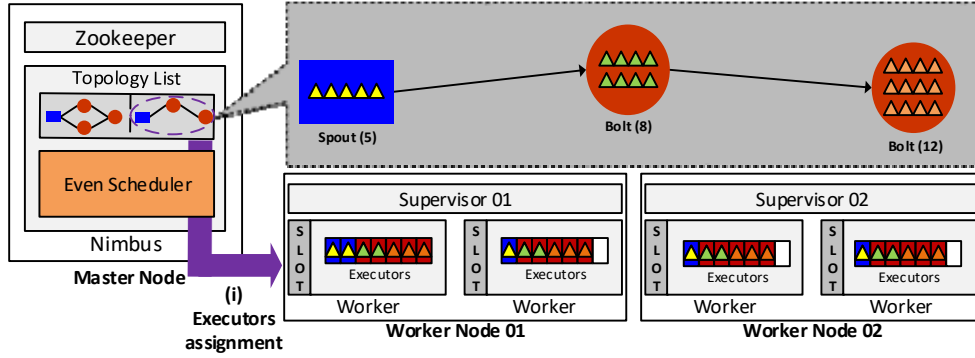 Zookeeper
Topology List
Even Scheduler
Nimbus
Master Node
(i)
Executors
assignment
Spout (5)
Bolt (8)
Bolt (12)
Supervisor 01
SLOT
Executors
Worker
SLOT
Executors
Worker
Worker Node 01
Supervisor 02
SLOT
Executors
Worker
SLOT
Executors
Worker
Worker Node 02